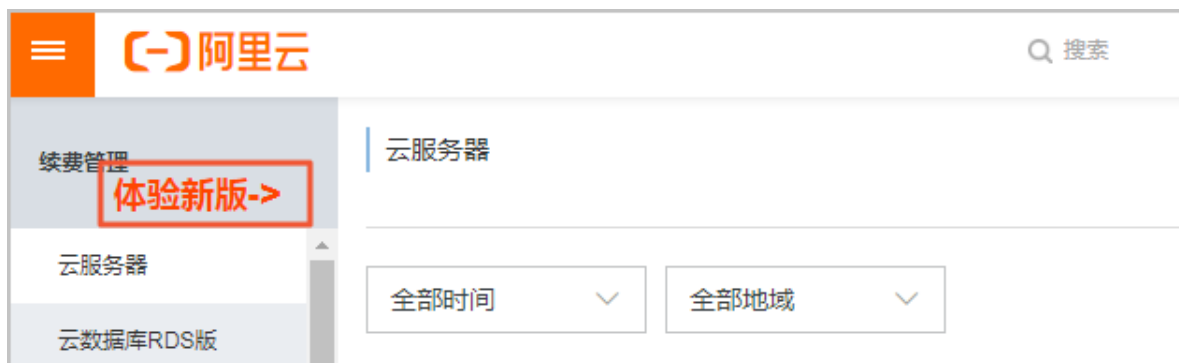 阿里云
搜索
续费管理
体验新版->
云服务器
云服务器
全部时间
全部地域
云数据库RDS版